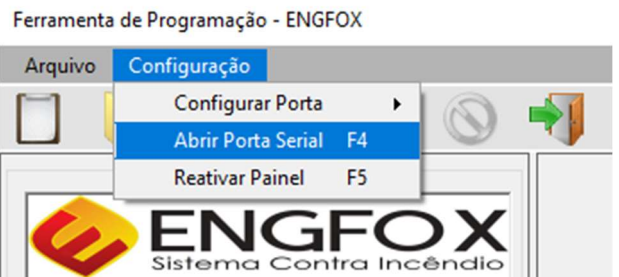 Ferramenta de Programação - ENGFOX
Arquivo Configuração
Configurar Porta
Abrir Porta Serial F4
Reativar Painel F5
ENGFOX
Sistema Contra Incêndio